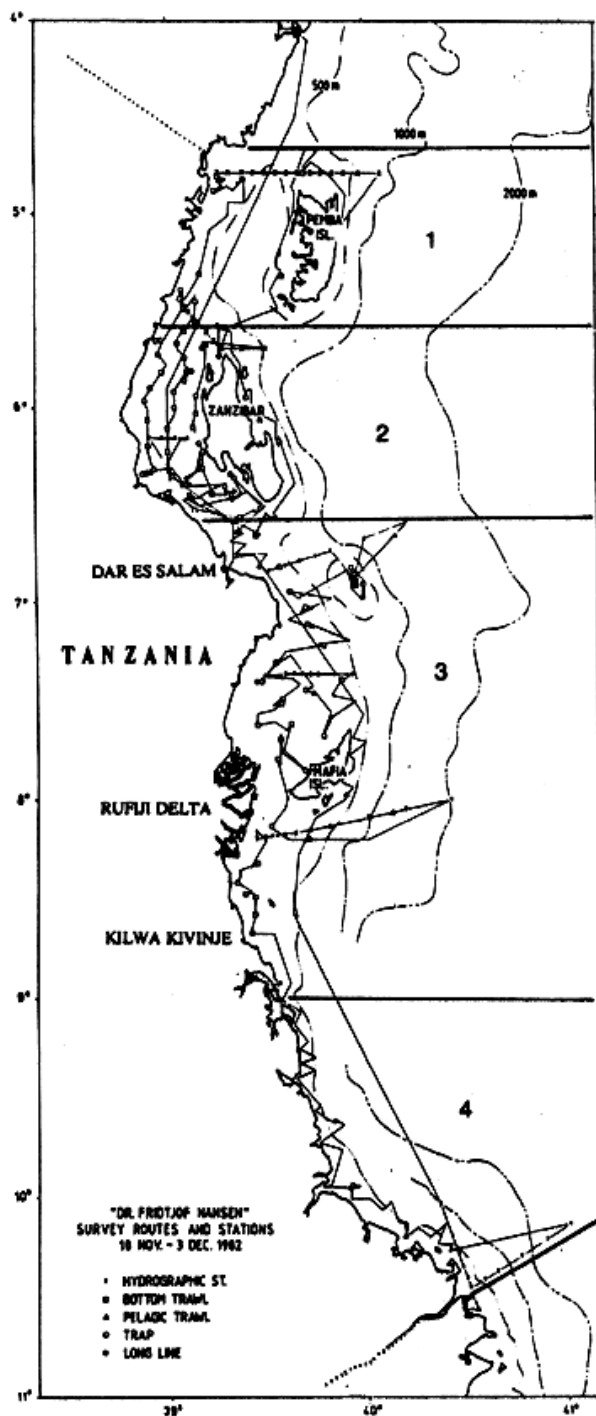 4°
500 m
1000 m
2000 m
5°
PEMBA
ISL.
1
6°
ZANZIBAR
2
DAR ES SALAM
7°
TANZANIA
3
MAFIA
ISL.
8°
RUFIJI DELTA
KILWA KIVINJE
9°
4
10°
"DR. FRIDTJOF NANSEN"
SURVEY ROUTES AND STATIONS
18 NOV. - 3 DEC. 1982
HYDROGRAPHIC ST.
BOTTOM TRAWL
PELAGIC TRAWL
TRAP
LONG LINE
11°
39°
40°
41°